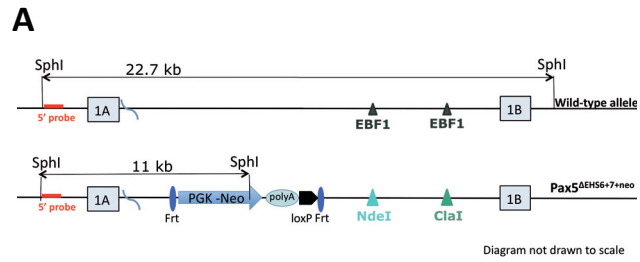 A
SphI SphI
22.7 kb
1A 1B Wild-type allele
5' probe EBF1 EBF1
SphI SphI
11 kb
1A PGK -Neo polyA 1B Pax5ΔEHS6+7+neo
5' probe Frt loxP Frt NdeI ClaI
Diagram not drawn to scale